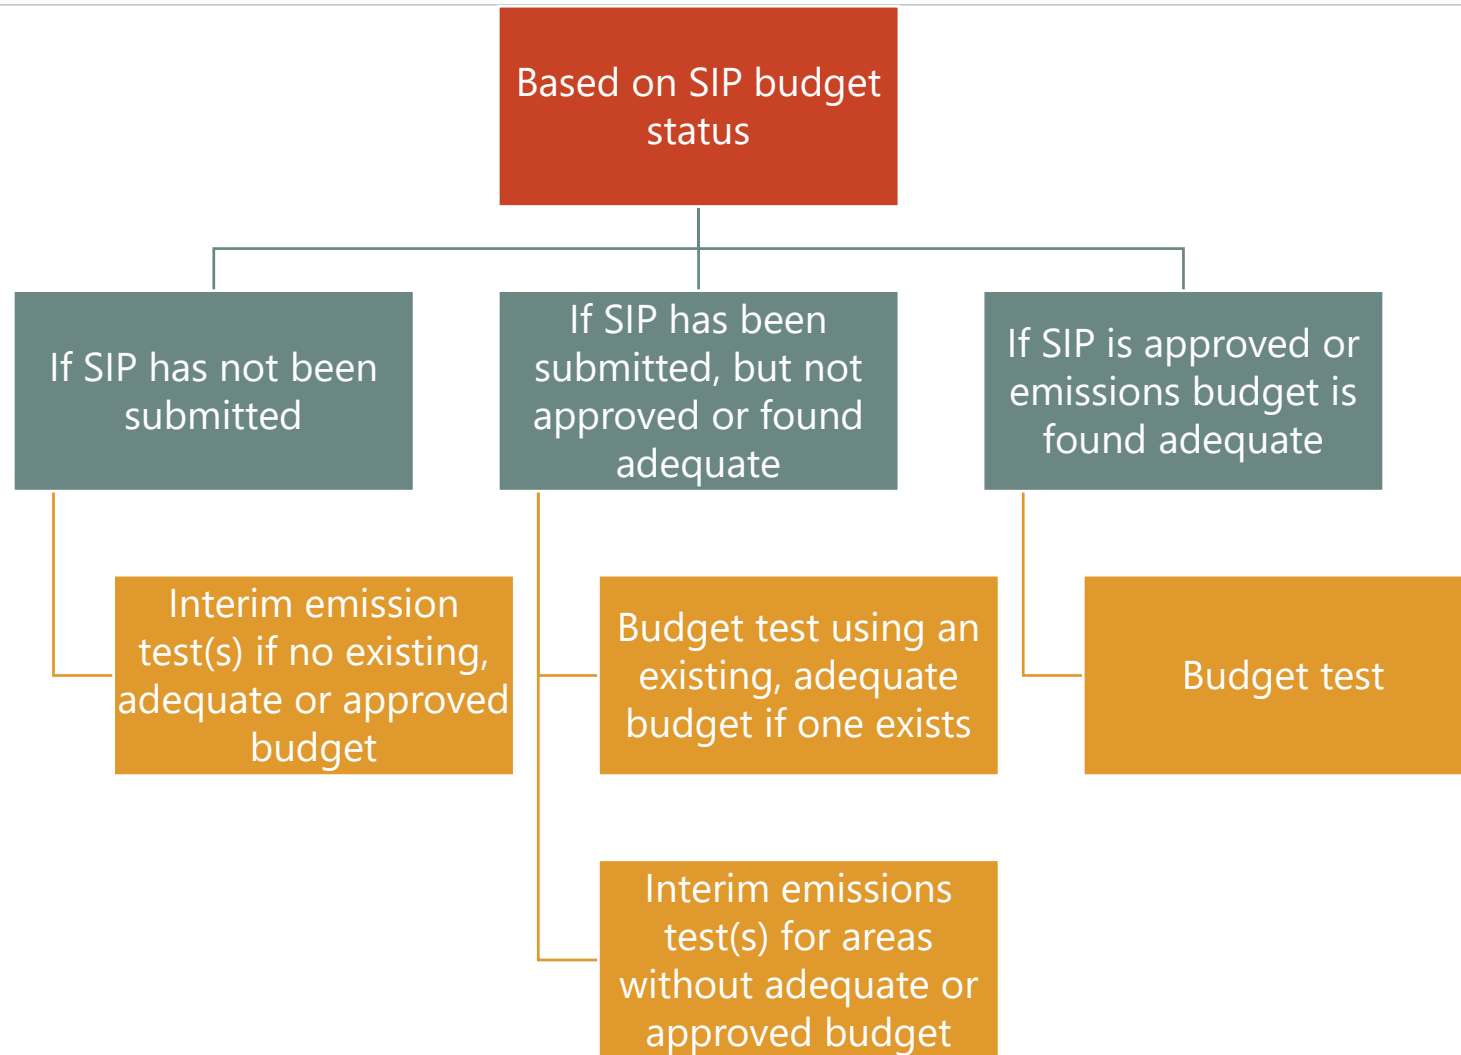 Based on SIP budget
status
If SIP has not been
submitted
If SIP has been
submitted, but not
approved or found
adequate
If SIP is approved or
emissions budget is
found adequate
Interim emission
test(s) if no existing,
adequate or approved
budget
Budget test using an
existing, adequate
budget if one exists
Budget test
Interim emissions
test(s) for areas
without adequate or
approved budget